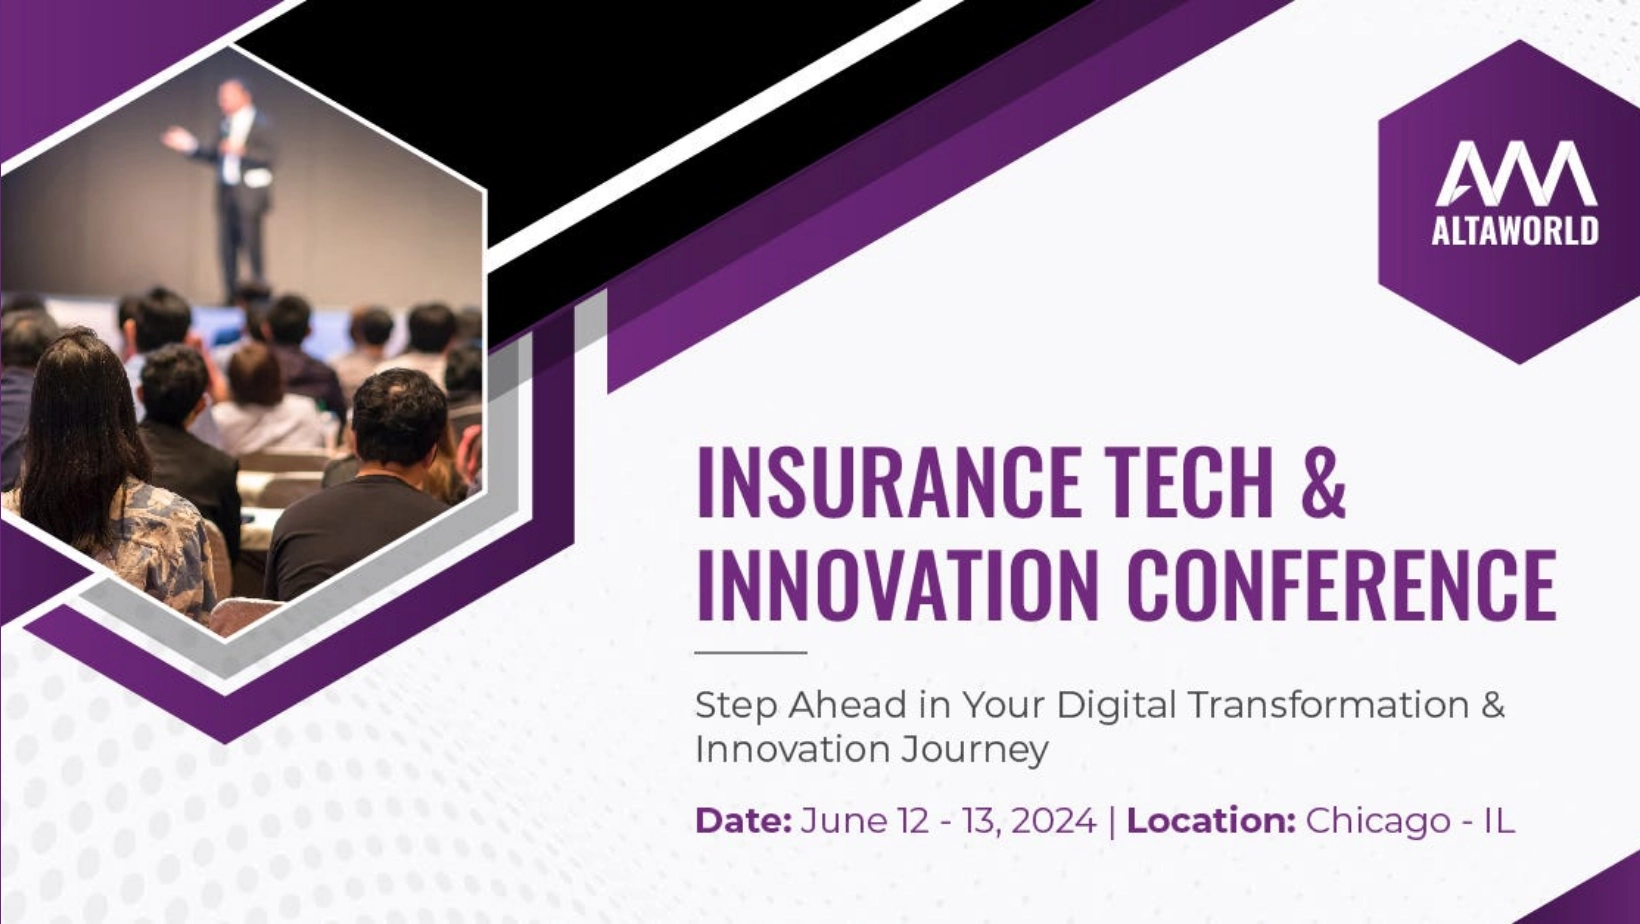 ALTAWORLD
INSURANCE TECH &
INNOVATION CONFERENCE
Step Ahead in Your Digital Transformation &
Innovation Journey
Date: June 12 - 13, 2024 | Location: Chicago - IL